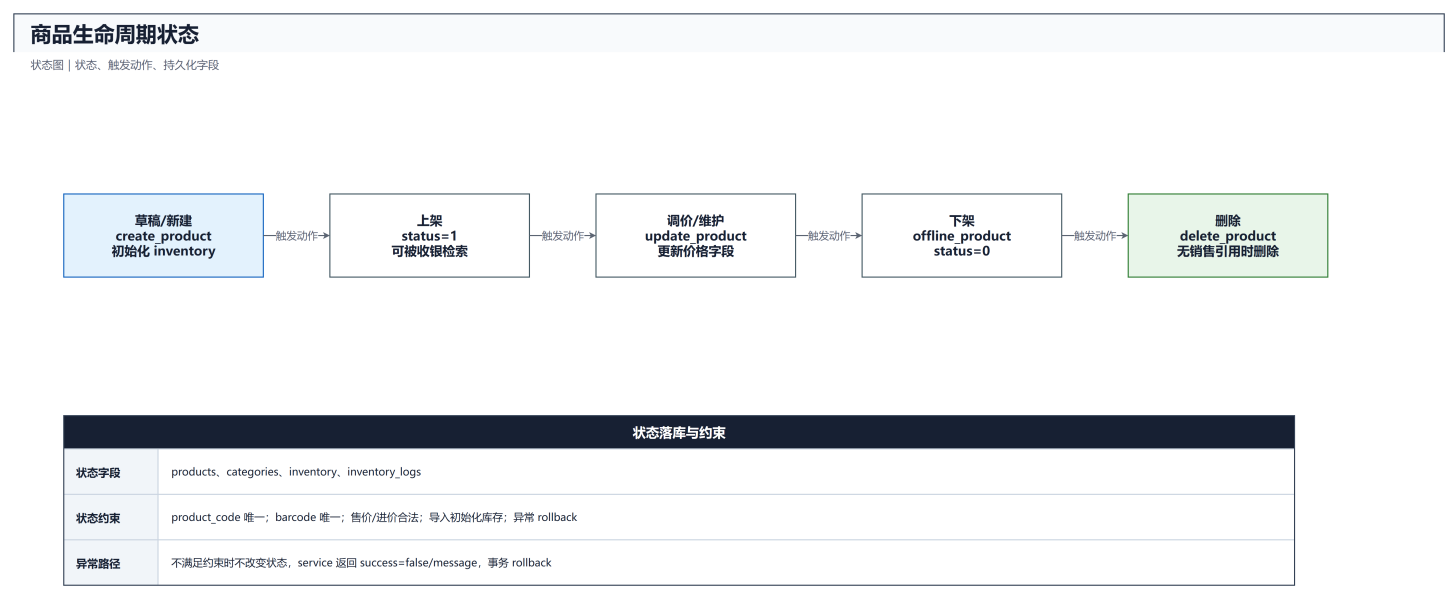 商品生命周期状态
状态图 | 状态、触发动作、持久化字段
草稿/新建
create_product
初始化 inventory
触发动作
上架
status=1
可被收银检索
触发动作
调价/维护
update_product
更新价格字段
触发动作
下架
offline_product
status=0
触发动作
删除
delete_product
无销售引用时删除
状态落库与约束
状态字段
products、categories、inventory、inventory_logs
状态约束
product_code 唯一；barcode 唯一；售价/进价合法；导入初始化库存；异常 rollback
异常路径
不满足约束时不改变状态，service 返回 success=false/message，事务 rollback